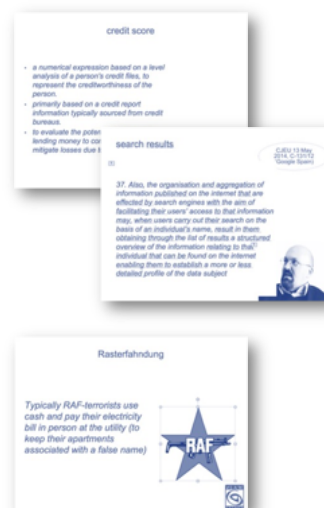 credit score
• a numerical expression based on a level
analysis of a person's credit files, to
represent the creditworthiness of the
person.
• primarily based on a credit report
information typically sourced from credit
bureaus.
• to evaluate the
lending money to
mitigate losses due
search results
CJEU 13 May
2014, C-131/12
'Google Spain)
37. Also, the organisation and aggregation of
information published on the internet that are
effected by search engines with the aim of
facilitating their users' access to that information
may, when users carry out their search on the
basis of an individual's name, result in them
obtaining through the list of results a structured
overview of the information relating to that
individual that can be found on the internet
enabling them to establish a more or less
detailed profile of the data subject
Rasterfahndung
Typically RAF-terrorists use
cash and pay their electricity
bill in person at the utility (to
keep their apartments
associated with a false name)
RAF